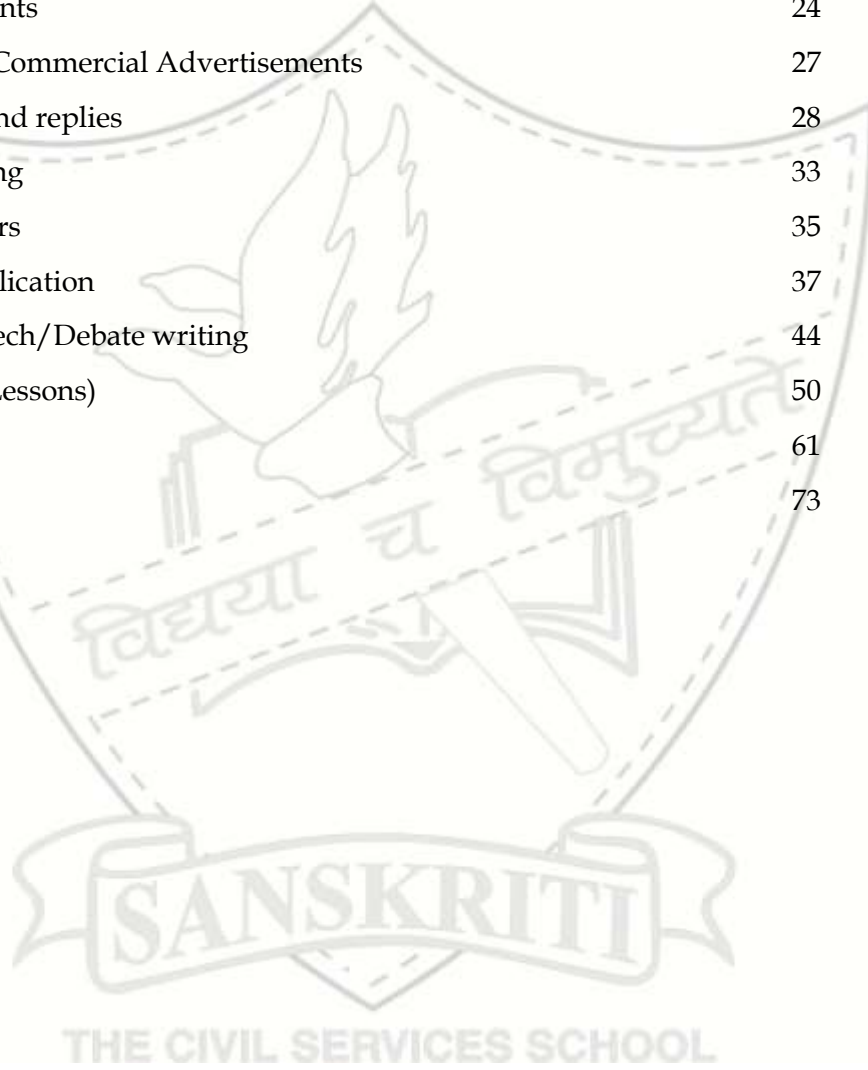 nts 24
Commercial Advertisements 27
nd replies 28
ng 33
rs 35
lication 37
ech/Debate writing 44
Lessons) 50
61
73
विद्यया च विमुच्यते
SANSKRITI
THE CIVIL SERVICES SCHOOL